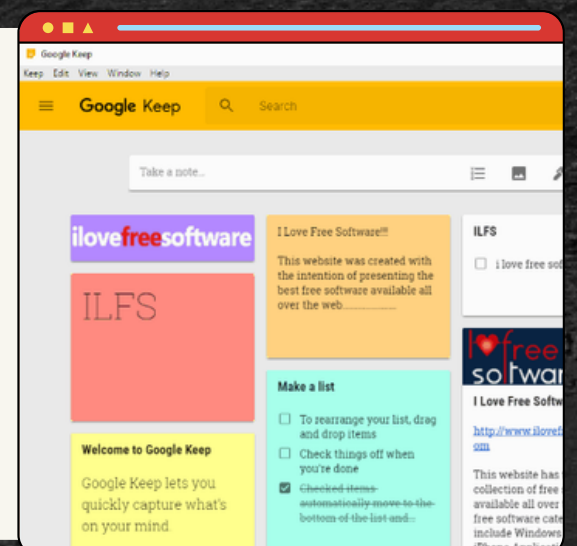 Google Keep
Keep Edit View Window Help
Google Keep
Search
Take a note...
ilovefreesoftware
ILFS
Welcome to Google Keep
Google Keep lets you
quickly capture what's
on your mind.
I Love Free Software!!!
This website was created with
the intention of presenting the
best free software available all
over the web.......................
Make a list
To rearrange your list, drag
and drop items
Check things off when
you're done
Checked items
automatically move to the
bottom of the list and...
ILFS
i love free sof
I free
softwar
I Love Free Softw
http://www.ilovef
om
This website has
collection of free
available all over
free software cate
include Windows
iPhone Applicati